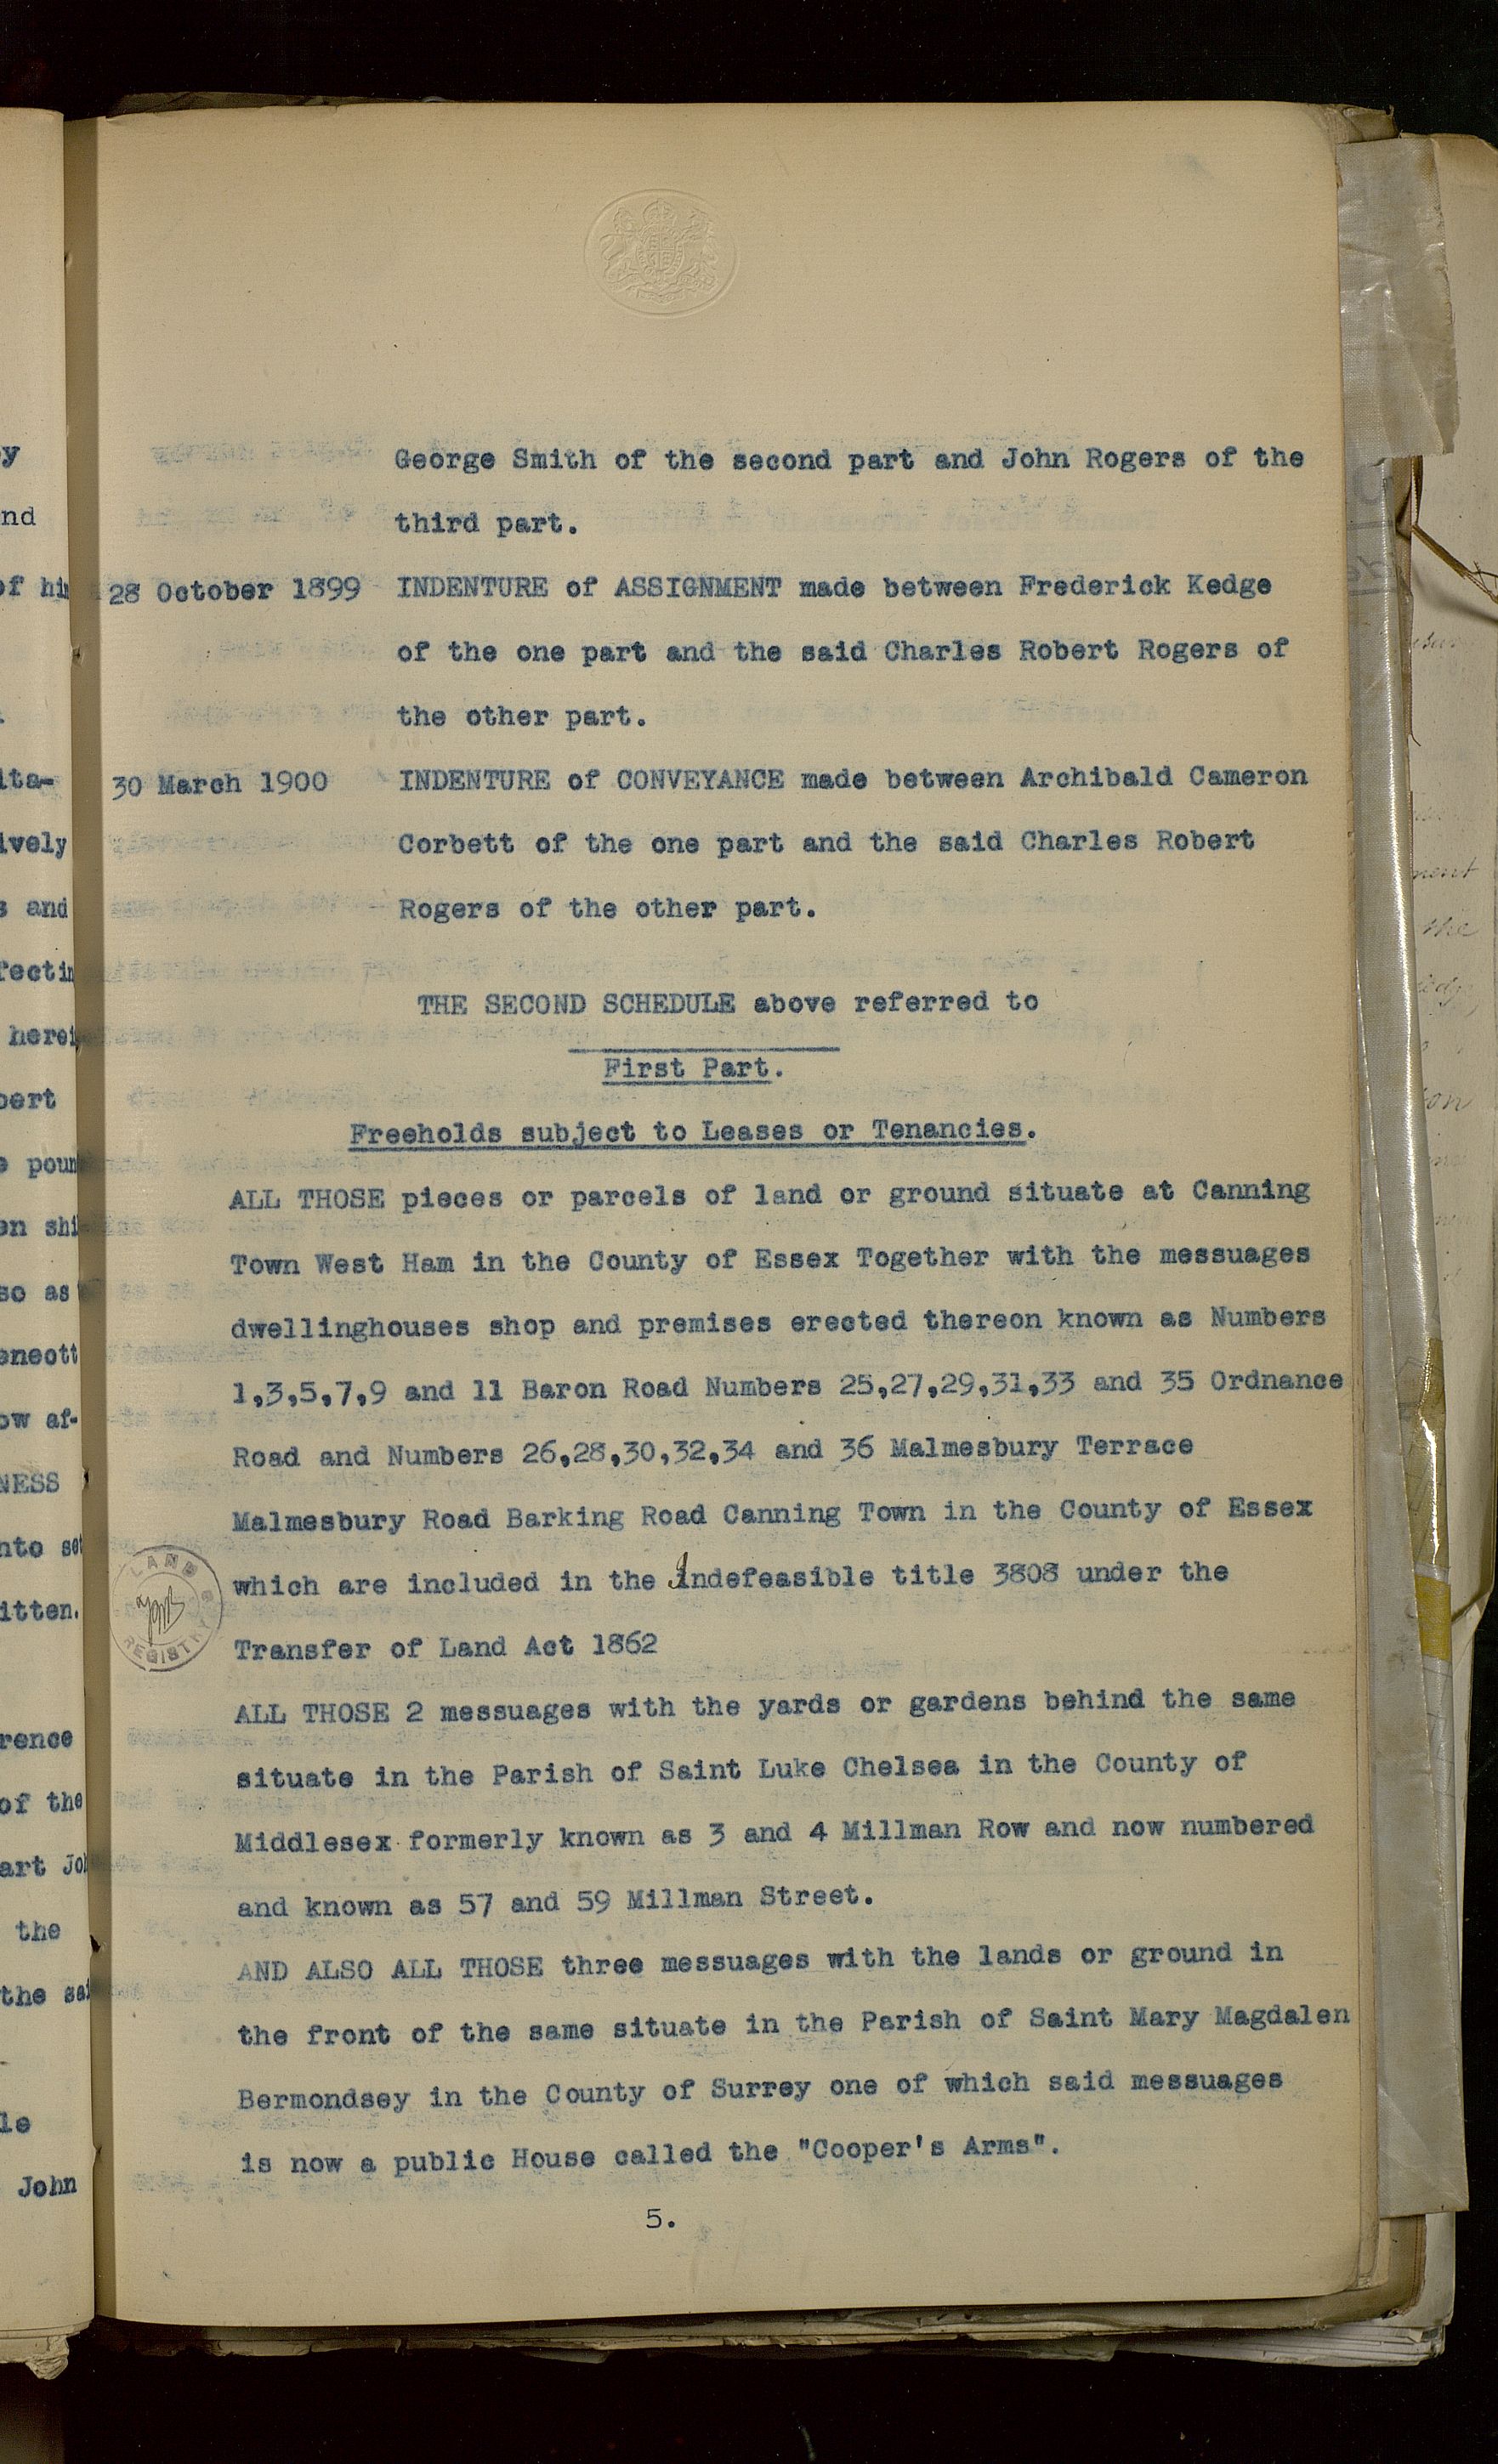 George Smith of the second part and John Rogers of the
third part.
28 October 1899 INDENTURE of ASSIGNMENT made between Frederick Kedge
of the one part and the said Charles Robert Rogers of
the other part.
30 March 1900 INDENTURE of CONVEYANCE made between Archibald Cameron
Corbett of the one part and the said Charles Robert
Rogers of the other part.
THE SECOND SCHEDULE above referred to
First Part.
Freeholds subject to Leases or Tenancies.
ALL THOSE pieces or parcels of land or ground situate at Canning
Town West Ham in the County of Essex Together with the messuages
dwellinghouses shop and premises erected thereon known as Numbers
1,3,5,7,9 and 11 Baron Road Numbers 25,27,29,31,33 and 35 Ordnance
Road and Numbers 26,28,30,32,34 and 36 Malmesbury Terrace
Malmesbury Road Barking Road Canning Town in the County of Essex
which are included in the Indefeasible title 3808 under the
Transfer of Land Act 1862
LAND REGISTRY
ALL THOSE 2 messuages with the yards or gardens behind the same
situate in the Parish of Saint Luke Chelsea in the County of
Middlesex formerly known as 3 and 4 Millman Row and now numbered
and known as 57 and 59 Millman Street.
AND ALSO ALL THOSE three messuages with the lands or ground in
the front of the same situate in the Parish of Saint Mary Magdalen
Bermondsey in the County of Surrey one of which said messuages
is now a public House called the "Cooper's Arms".
5.